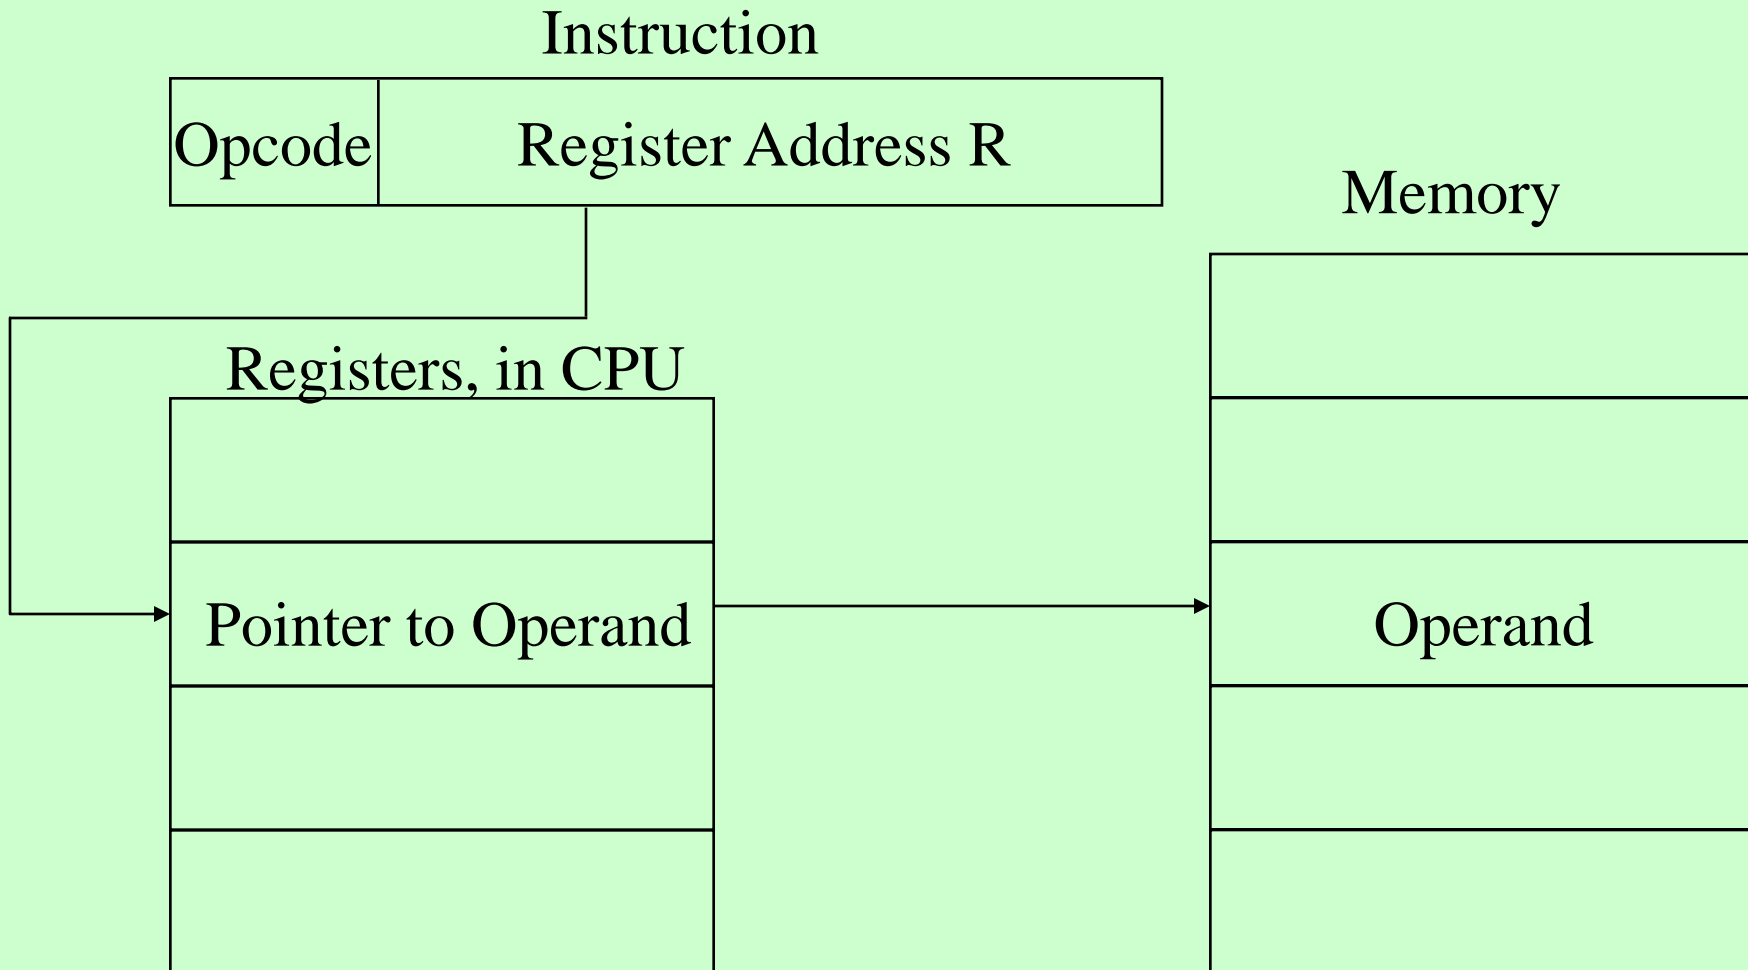 Instruction
Opcode
Register Address R
Memory
Registers, in CPU
Pointer to Operand
Operand